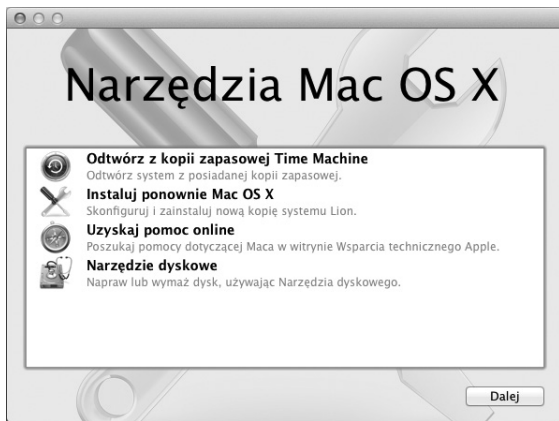 Narzędzia Mac OS X
Odtwórz z kopii zapasowej Time Machine
Odtwórz system z posiadanej kopii zapasowej.
Instaluj ponownie Mac OS X
Skonfiguruj i zainstaluj nową kopię systemu Lion.
Uzyskaj pomoc online
Poszukaj pomocy dotyczącej Maca w witrynie Wsparcia technicznego Apple.
Narzędzie dyskowe
Napraw lub wymaż dysk, używając Narzędzia dyskowego.
Dalej